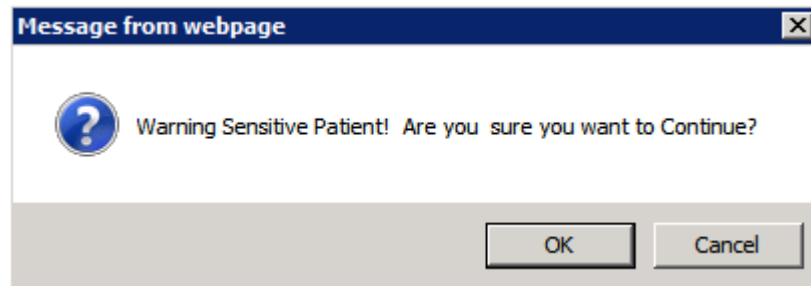 Message from webpage
Warning Sensitive Patient!  Are you  sure you want to Continue?
OK
Cancel